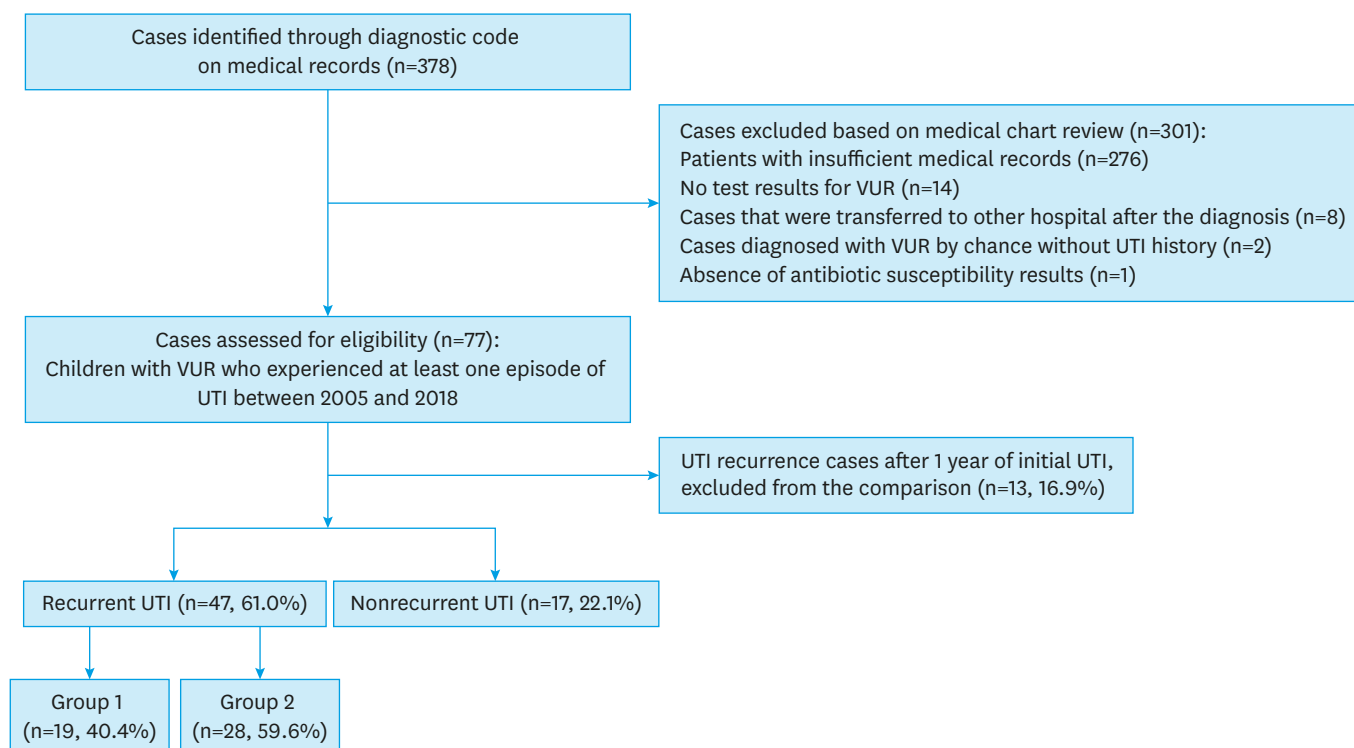 Cases identified through diagnostic code
on medical records (n=378)
Cases excluded based on medical chart review (n=301):
Patients with insufficient medical records (n=276)
No test results for VUR (n=14)
Cases that were transferred to other hospital after the diagnosis (n=8)
Cases diagnosed with VUR by chance without UTI history (n=2)
Absence of antibiotic susceptibility results (n=1)
Cases assessed for eligibility (n=77):
Children with VUR who experienced at least one episode of
UTI between 2005 and 2018
UTI recurrence cases after 1 year of initial UTI,
excluded from the comparison (n=13, 16.9%)
Recurrent UTI (n=47, 61.0%)
Nonrecurrent UTI (n=17, 22.1%)
Group 1
(n=19, 40.4%)
Group 2
(n=28, 59.6%)